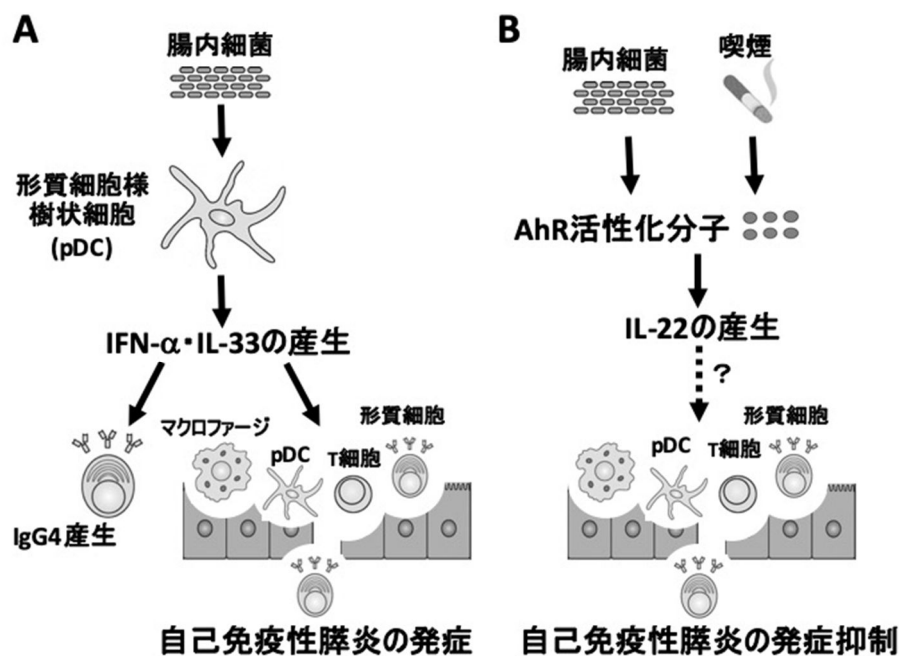 A
腸内細菌
形質細胞様
樹状細胞
(pDC)
IFN-α・IL-33の産生
マクロファージ
pDC
T細胞
形質細胞
IgG4産生
自己免疫性膵炎の発症
B
腸内細菌
喫煙
AhR活性化分子
IL-22の産生
?
pDC
T細胞
形質細胞
自己免疫性膵炎の発症抑制